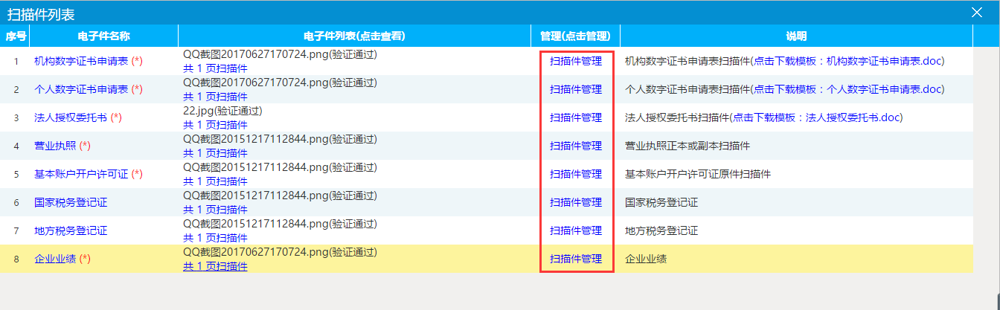 扫描件列表
序号 电子件名称 电子件列表(点击查看) 管理(点击管理) 说明
1 机构数字证书申请表 (*) QQ截图20170627170724.png(验证通过) 扫描件管理 机构数字证书申请表扫描件(点击下载模板：机构数字证书申请表.doc)
共 1 页扫描件
2 个人数字证书申请表 (*) QQ截图20170627170724.png(验证通过) 扫描件管理 个人数字证书申请表扫描件(点击下载模板：个人数字证书申请表.doc)
共 1 页扫描件
3 法人授权委托书 (*) 22.jpg(验证通过) 扫描件管理 法人授权委托书扫描件(点击下载模板：法人授权委托书.doc)
共 1 页扫描件
4 营业执照 (*) QQ截图20151217112844.png(验证通过) 扫描件管理 营业执照正本或副本扫描件
共 1 页扫描件
5 基本账户开户许可证 (*) QQ截图20151217112844.png(验证通过) 扫描件管理 基本账户开户许可证原件扫描件
共 1 页扫描件
6 国家税务登记证 QQ截图20151217112844.png(验证通过) 扫描件管理 国家税务登记证
共 1 页扫描件
7 地方税务登记证 QQ截图20151217112844.png(验证通过) 扫描件管理 地方税务登记证
共 1 页扫描件
8 企业业绩 (*) QQ截图20170627170724.png(验证通过) 扫描件管理 企业业绩
共 1 页扫描件